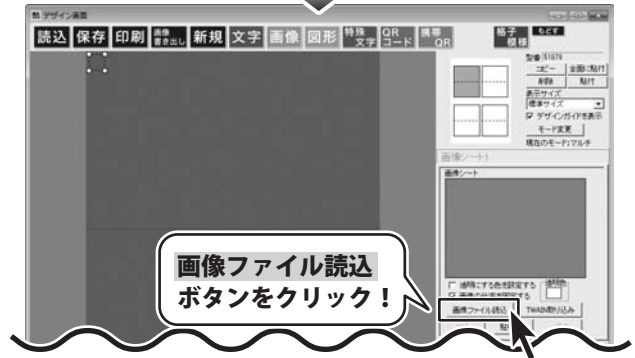 デザイン画面
読込 保存 印刷 画像書き出し 新規 文字 画像 図形 特殊文字 QRコード 携帯QR 格子模様 もどす
型番 51076
コピー 全面に貼付
削除 貼付
表示サイズ
標準サイズ
デザインガイドを表示
モード変更
現在のモード:マルチ
画像シート1
画像シート
透明にする色を設定する 透明色
画像ファイル読込 TWAIN取り込み
画像ファイル読込
ボタンをクリック！